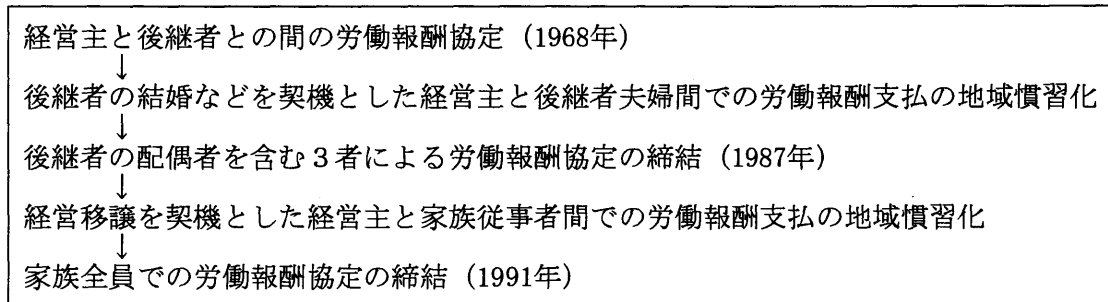 経営主と後継者との間の労働報酬協定（1968年）
↓
後継者の結婚などを契機とした経営主と後継者夫婦間での労働報酬支払の地域慣習化
↓
後継者の配偶者を含む３者による労働報酬協定の締結（1987年）
↓
経営移譲を契機とした経営主と家族従事者間での労働報酬支払の地域慣習化
↓
家族全員での労働報酬協定の締結（1991年）